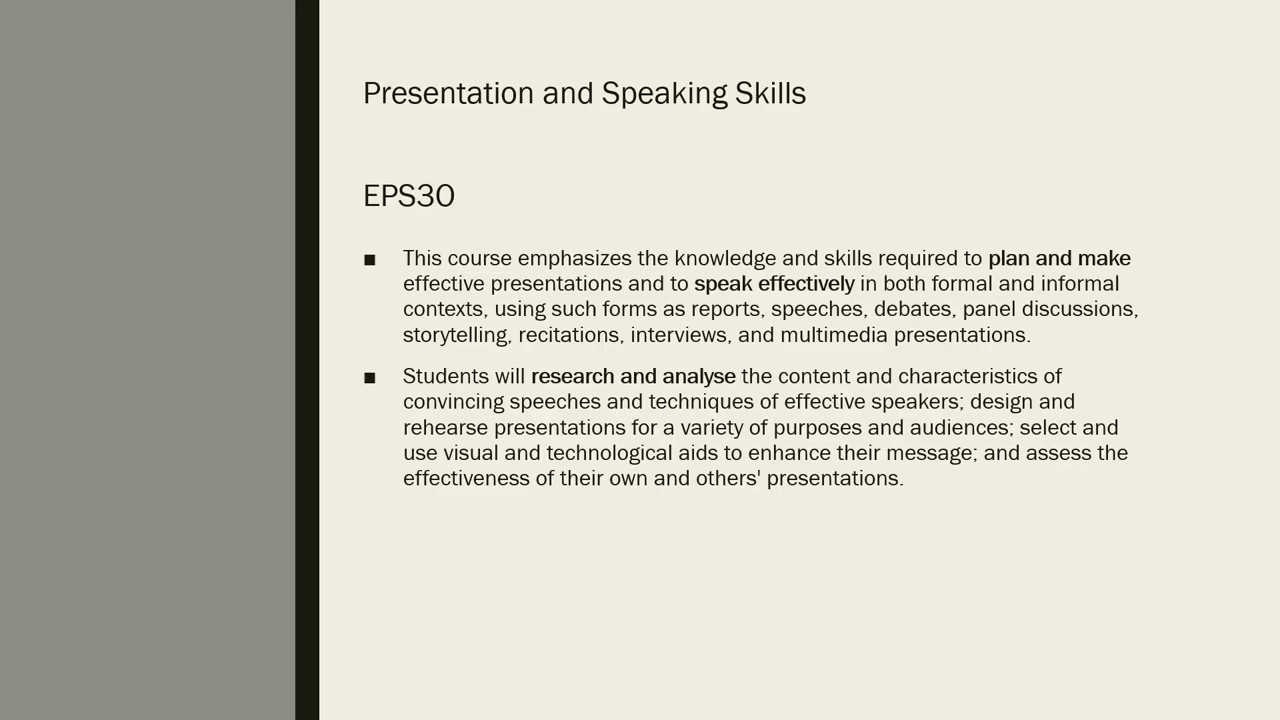 Presentation and Speaking Skills
EPS3O
■ This course emphasizes the knowledge and skills required to plan and make
effective presentations and to speak effectively in both formal and informal
contexts, using such forms as reports, speeches, debates, panel discussions,
storytelling, recitations, interviews, and multimedia presentations.
■ Students will research and analyse the content and characteristics of
convincing speeches and techniques of effective speakers; design and
rehearse presentations for a variety of purposes and audiences; select and
use visual and technological aids to enhance their message; and assess the
effectiveness of their own and others' presentations.